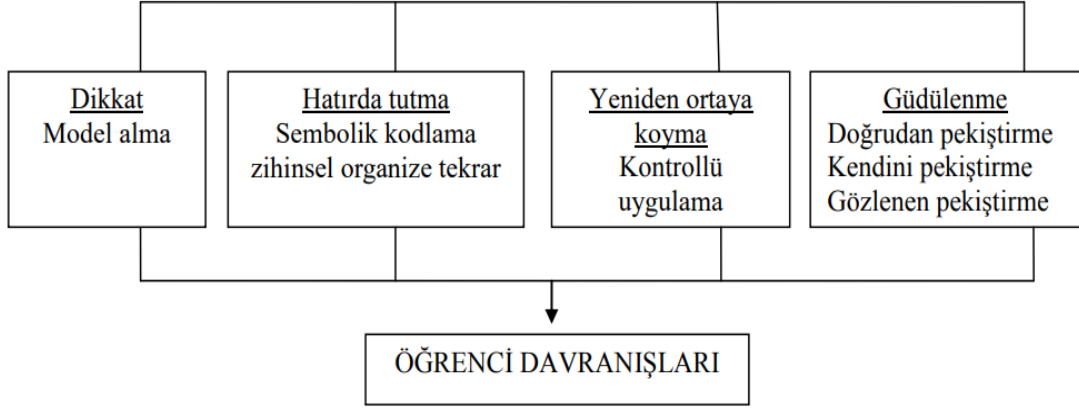 Dikkat
Model alma
Hatırda tutma
Sembolik kodlama
zihinsel organize tekrar
Yeniden ortaya
koyma
Kontrollü
uygulama
Güdülenme
Doğrudan pekiştirme
Kendini pekiştirme
Gözlenen pekiştirme
ÖĞRENCİ DAVRANIŞLARI